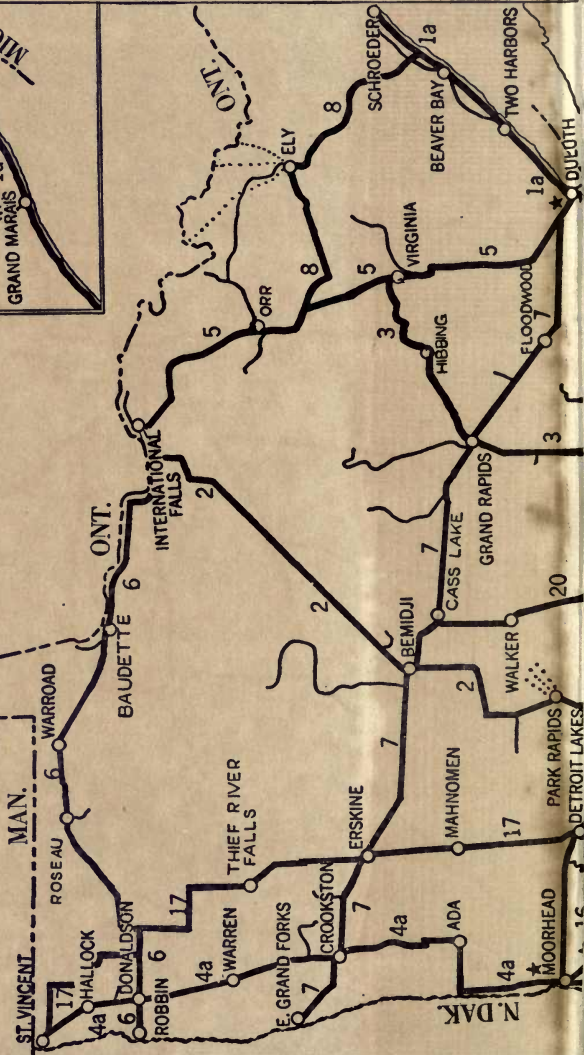 MIC
GRAND MARAIS
ONT.
SCHROEDER
1a
BEAVER BAY
TWO HARBORS
1a
DULUTH
8
ELY
8
ORR
5
5
VIRGINIA
5
3
HIBBING
FLOODWOOD
7
INTERNATIONAL
FALLS
ONT.
6
BAUDETTE
2
2
GRAND RAPIDS
3
7
CASS LAKE
BEMIDJI
WALKER
20
2
PARK RAPIDS
DETROIT LAKES
MAN.
WARROAD
6
ROSEAU
ST. VINCENT
17
HALLOCK
4a
DONALDSON
6
6
ROBBIN
17
THIEF RIVER
FALLS
4a
WARREN
E. GRAND FORKS
7
CROOKSTON
7
ERSKINE
7
MAHNOMEN
17
4a
ADA
4a
N. DAK.
MOORHEAD
16